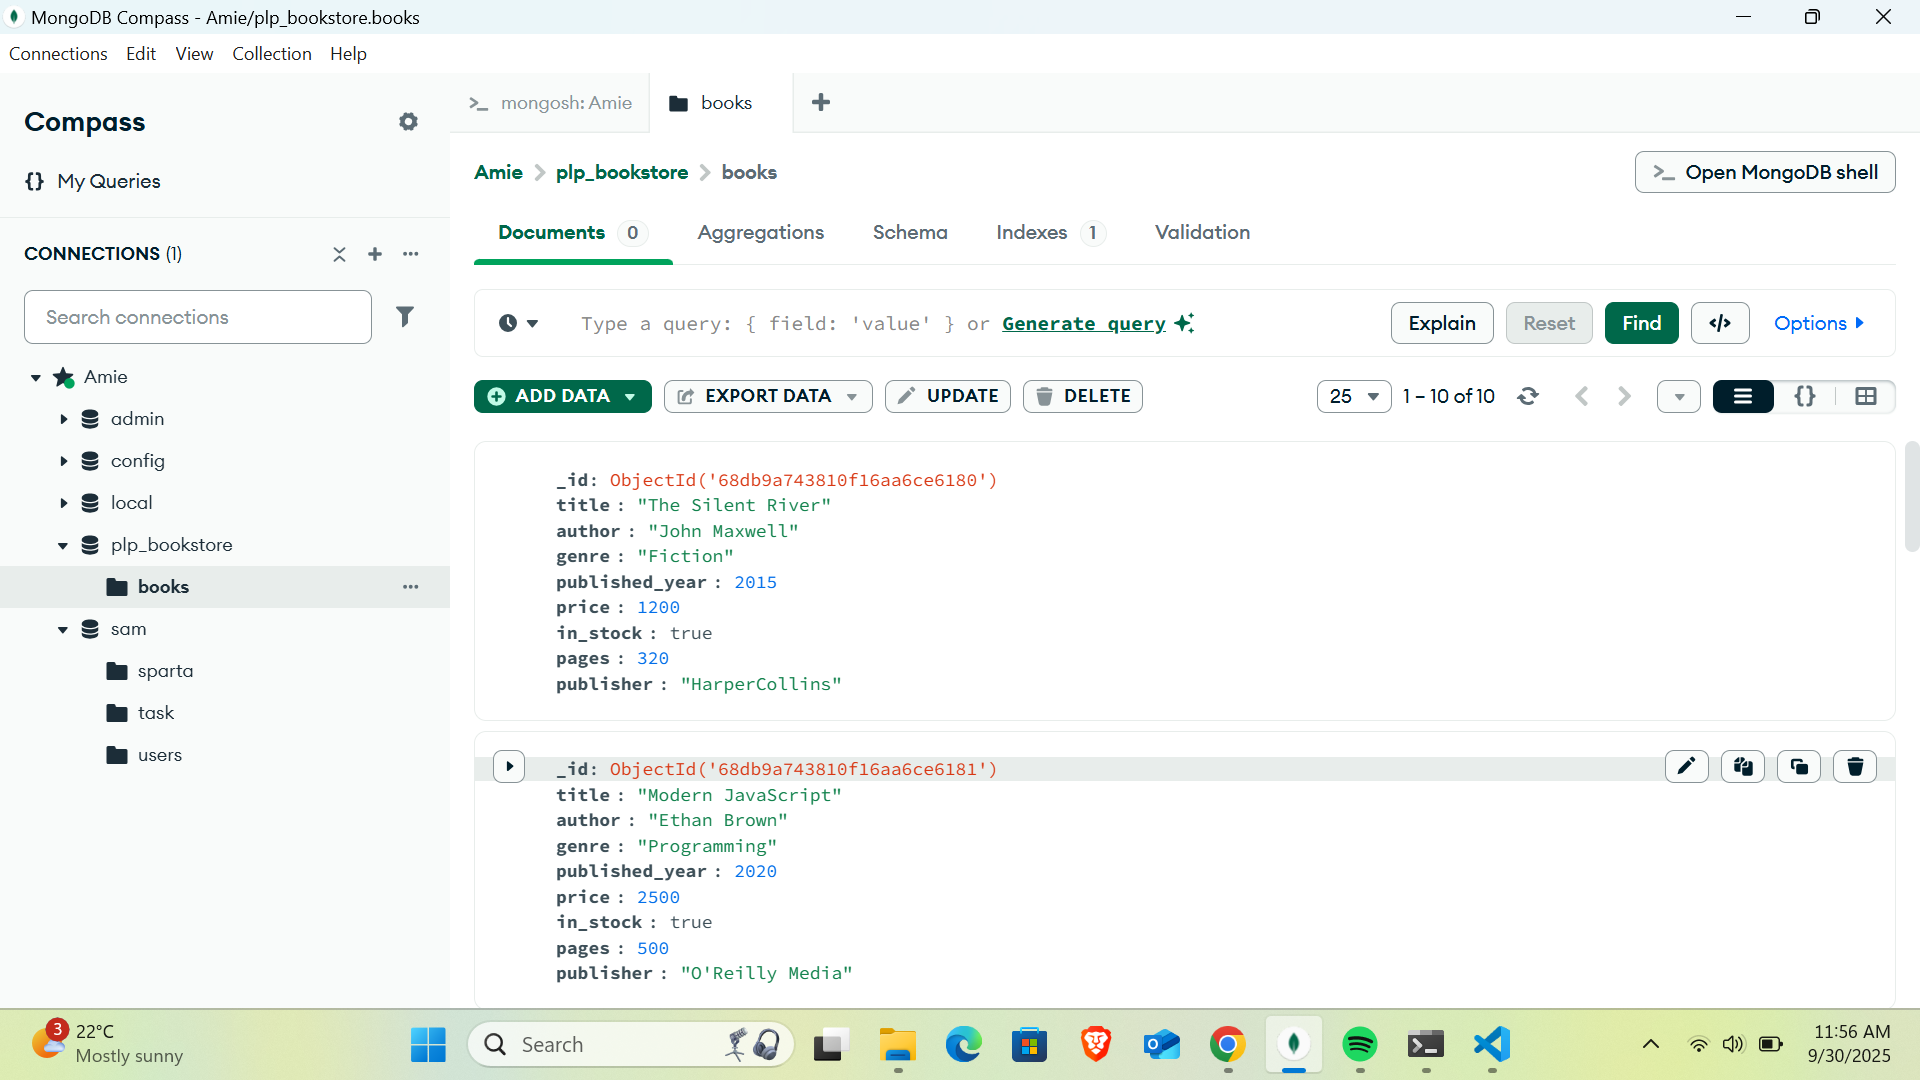 MongoDB Compass - Amie/plp_bookstore.books
Connections Edit View Collection Help
Compass
My Queries
CONNECTIONS (1)
Search connections
Amie
admin
config
local
plp_bookstore
books
sam
sparta
task
users
mongosh: Amie
books
Amie > plp_bookstore > books
Open MongoDB shell
Documents 0 Aggregations Schema Indexes 1 Validation
Type a query: { field: 'value' } or Generate query
Explain Reset Find </> Options
ADD DATA EXPORT DATA UPDATE DELETE 25 1 – 10 of 10 {}
_id: ObjectId('68db9a743810f16aa6ce6180')
title : "The Silent River"
author : "John Maxwell"
genre : "Fiction"
published_year : 2015
price : 1200
in_stock : true
pages : 320
publisher : "HarperCollins"
_id: ObjectId('68db9a743810f16aa6ce6181')
title : "Modern JavaScript"
author : "Ethan Brown"
genre : "Programming"
published_year : 2020
price : 2500
in_stock : true
pages : 500
publisher : "O'Reilly Media"
3
22°C
Mostly sunny
Search
11:56 AM
9/30/2025